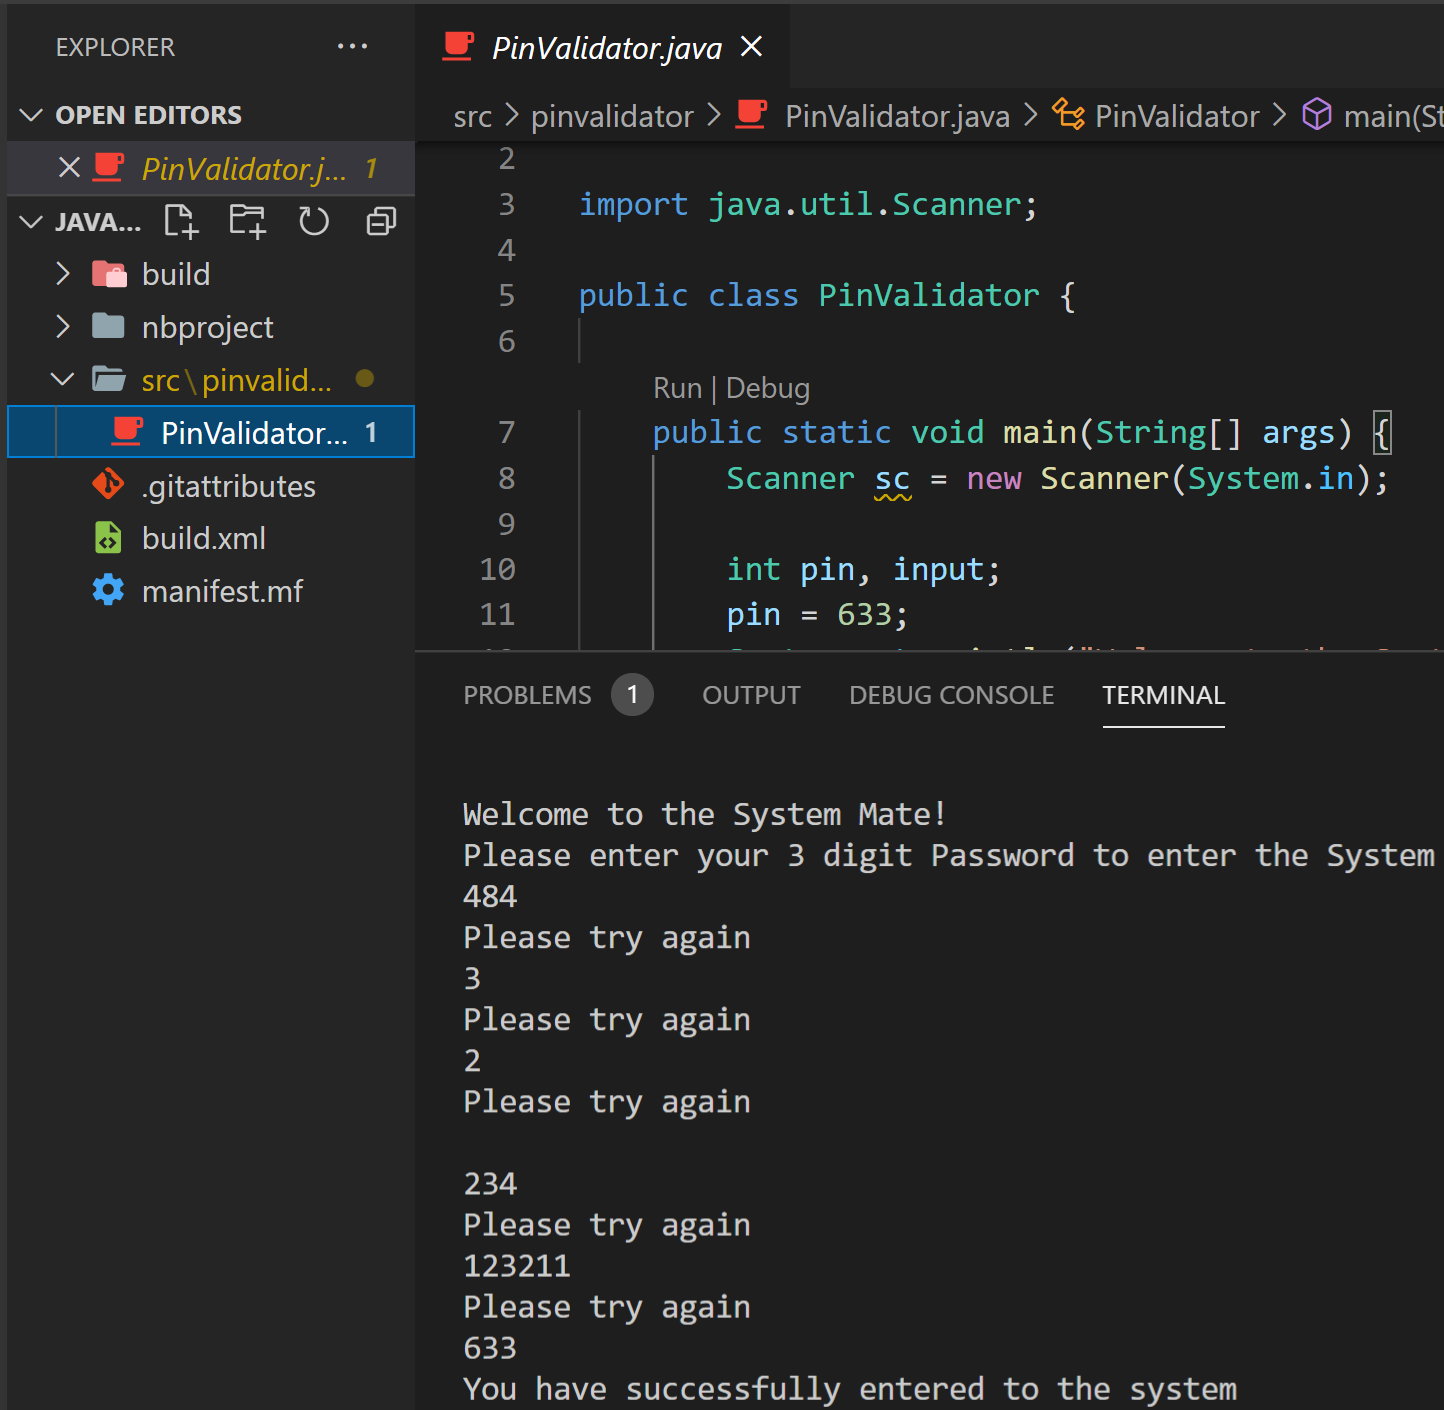 EXPLORER ...
OPEN EDITORS
PinValidator.j... 1
JAVA...
build
nbproject
src\pinvalid...
PinValidator... 1
.gitattributes
build.xml
manifest.mf
PinValidator.java
src > pinvalidator > PinValidator.java > PinValidator > main(St
2
3 import java.util.Scanner;
4
5 public class PinValidator {
6
Run | Debug
7 public static void main(String[] args) {
8 Scanner sc = new Scanner(System.in);
9
10 int pin, input;
11 pin = 633;
PROBLEMS 1 OUTPUT DEBUG CONSOLE TERMINAL
Welcome to the System Mate!
Please enter your 3 digit Password to enter the System
484
Please try again
3
Please try again
2
Please try again
234
Please try again
123211
Please try again
633
You have successfully entered to the system